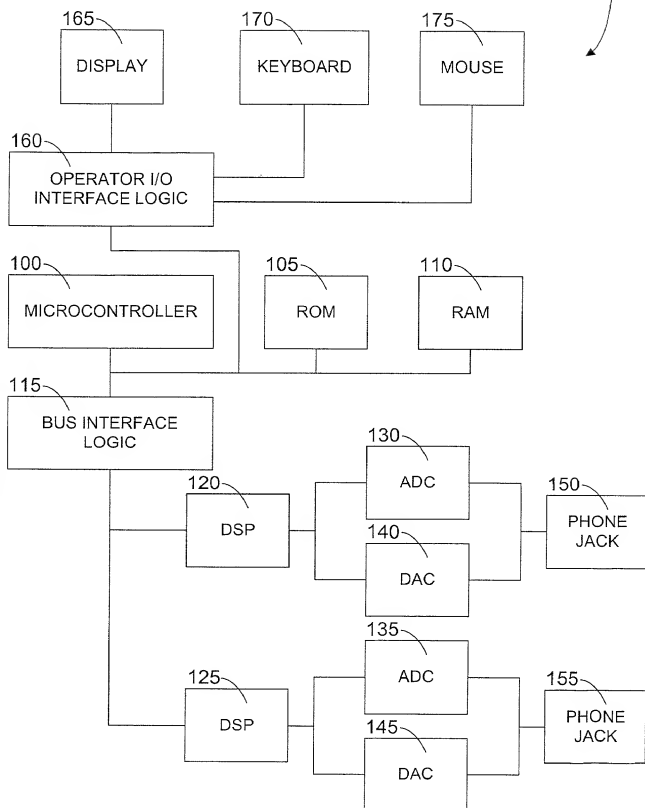 165 170 175
DISPLAY KEYBOARD MOUSE
160
OPERATOR I/O
INTERFACE LOGIC
100 105 110
MICROCONTROLLER ROM RAM
115
BUS INTERFACE
LOGIC
130
ADC
120 150
DSP PHONE
JACK
140
DAC
135
ADC
125 155
DSP PHONE
JACK
145
DAC